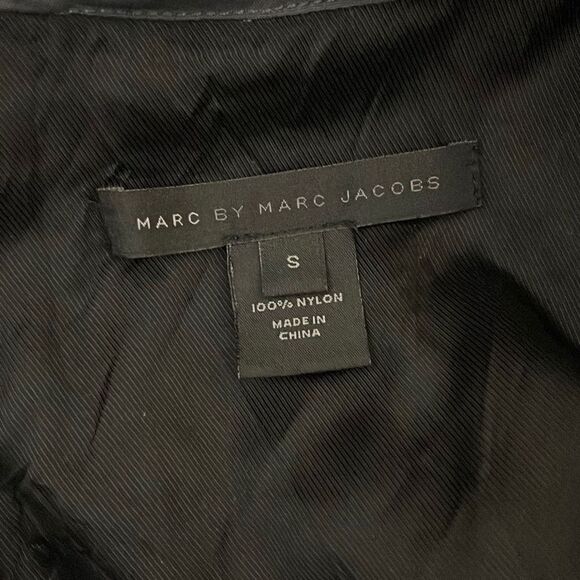 MARC BY MARC JACOBS
S
100% NYLON
MADE IN
CHINA